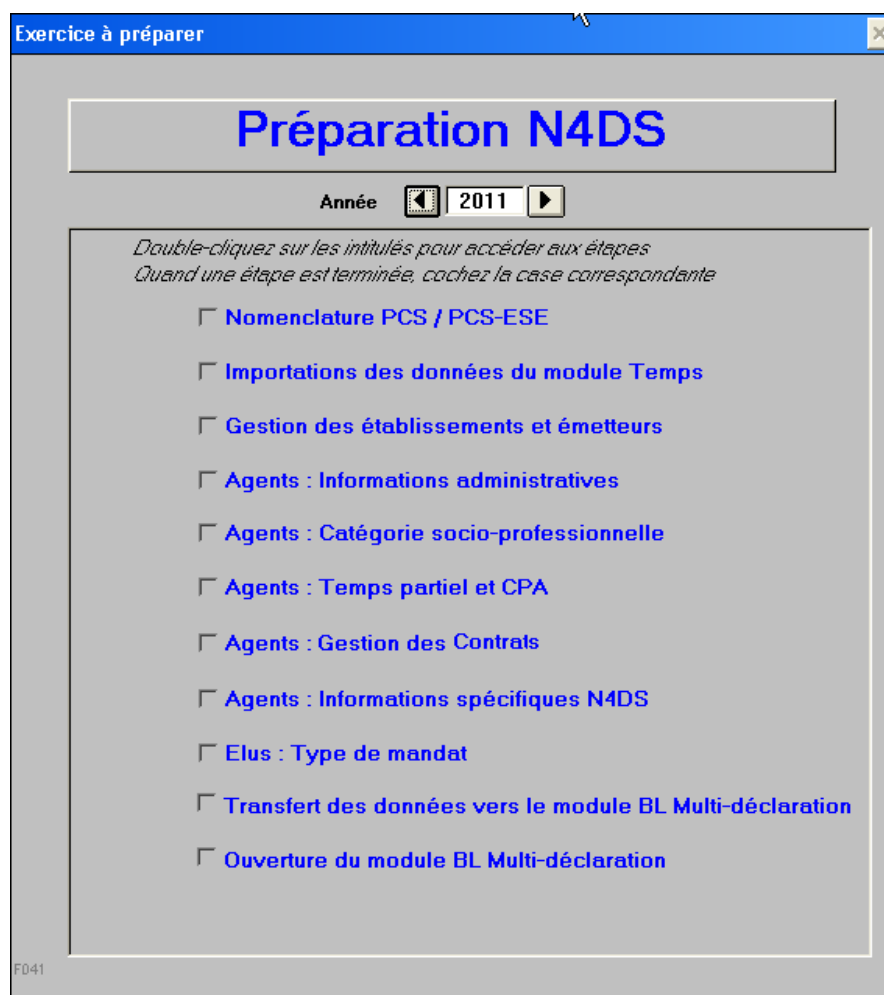 Exercice à préparer
Préparation N4DS
Année 2011
Double-cliquez sur les intitulés pour accéder aux étapes
Quand une étape est terminée, cochez la case correspondante
Nomenclature PCS / PCS-ESE
Importations des données du module Temps
Gestion des établissements et émetteurs
Agents : Informations administratives
Agents : Catégorie socio-professionnelle
Agents : Temps partiel et CPA
Agents : Gestion des Contrats
Agents : Informations spécifiques N4DS
Elus : Type de mandat
Transfert des données vers le module BL Multi-déclaration
Ouverture du module BL Multi-déclaration
F041